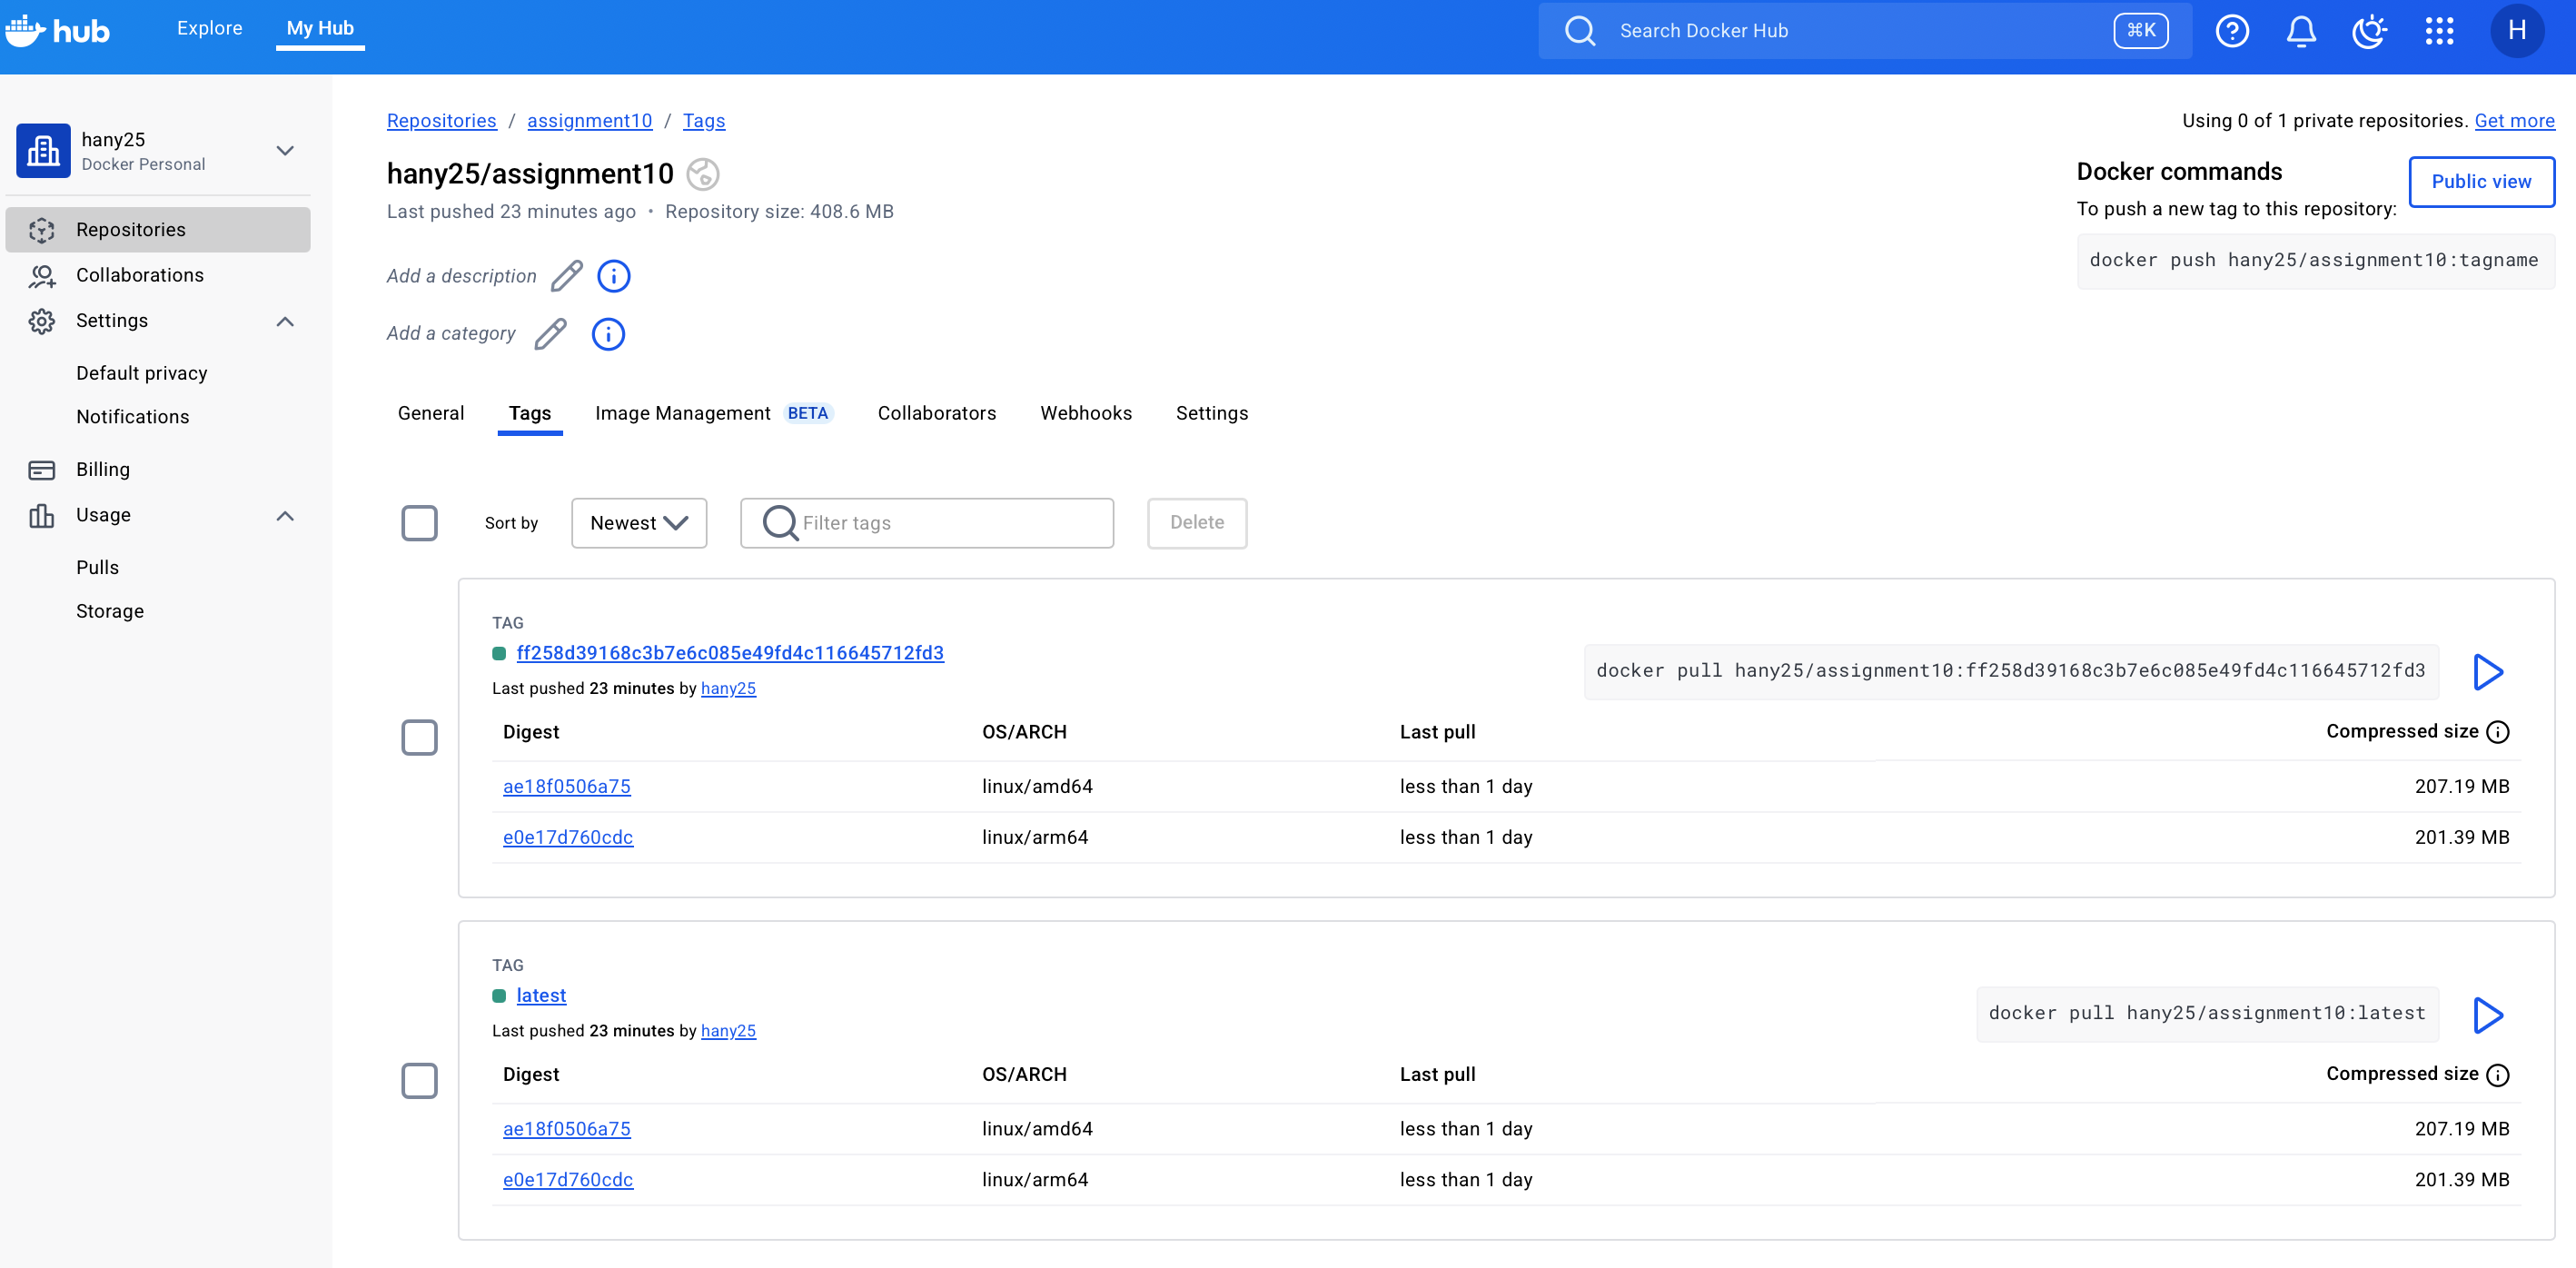 hub
Explore
My Hub
Search Docker Hub
⌘K
H
hany25
Docker Personal
Repositories
Collaborations
Settings
Default privacy
Notifications
Billing
Usage
Pulls
Storage
Repositories / assignment10 / Tags
Using 0 of 1 private repositories. Get more
hany25/assignment10
Last pushed 23 minutes ago • Repository size: 408.6 MB
Add a description
Add a category
Docker commands
Public view
To push a new tag to this repository:
docker push hany25/assignment10:tagname
General Tags Image Management BETA Collaborators Webhooks Settings
Sort by Newest Filter tags Delete
TAG
ff258d39168c3b7e6c085e49fd4c116645712fd3
docker pull hany25/assignment10:ff258d39168c3b7e6c085e49fd4c116645712fd3
Last pushed 23 minutes by hany25
Digest OS/ARCH Last pull Compressed size
ae18f0506a75 linux/amd64 less than 1 day 207.19 MB
e0e17d760cdc linux/arm64 less than 1 day 201.39 MB
TAG
latest
docker pull hany25/assignment10:latest
Last pushed 23 minutes by hany25
Digest OS/ARCH Last pull Compressed size
ae18f0506a75 linux/amd64 less than 1 day 207.19 MB
e0e17d760cdc linux/arm64 less than 1 day 201.39 MB